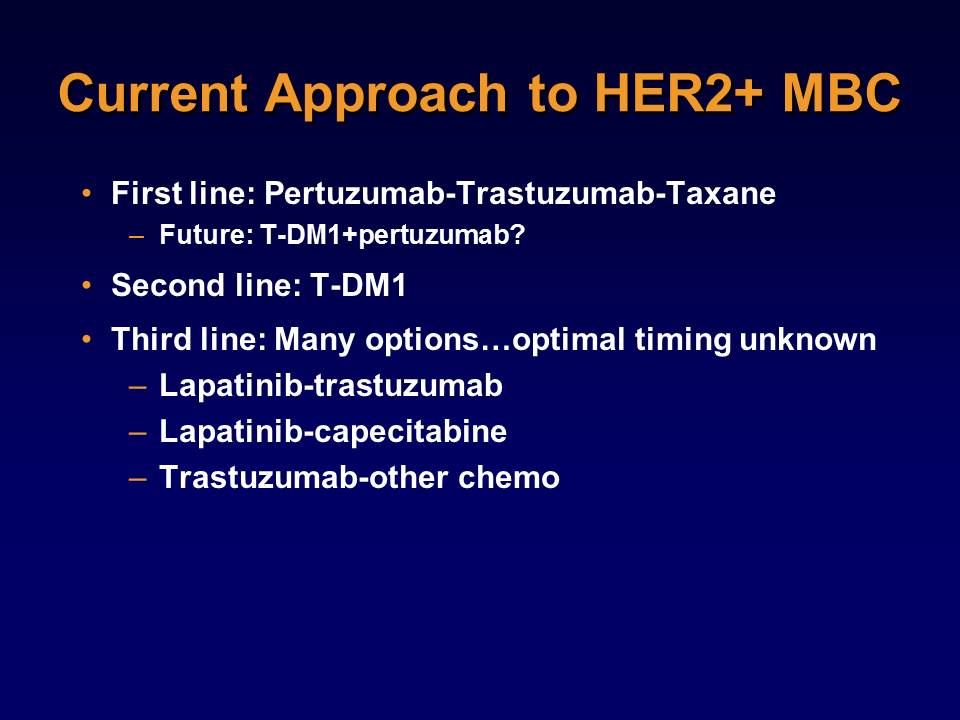 Current Approach to HER2+ MBC
• First line: Pertuzumab-Trastuzumab-Taxane
– Future: T-DM1+pertuzumab?
• Second line: T-DM1
• Third line: Many options…optimal timing unknown
– Lapatinib-trastuzumab
– Lapatinib-capecitabine
– Trastuzumab-other chemo